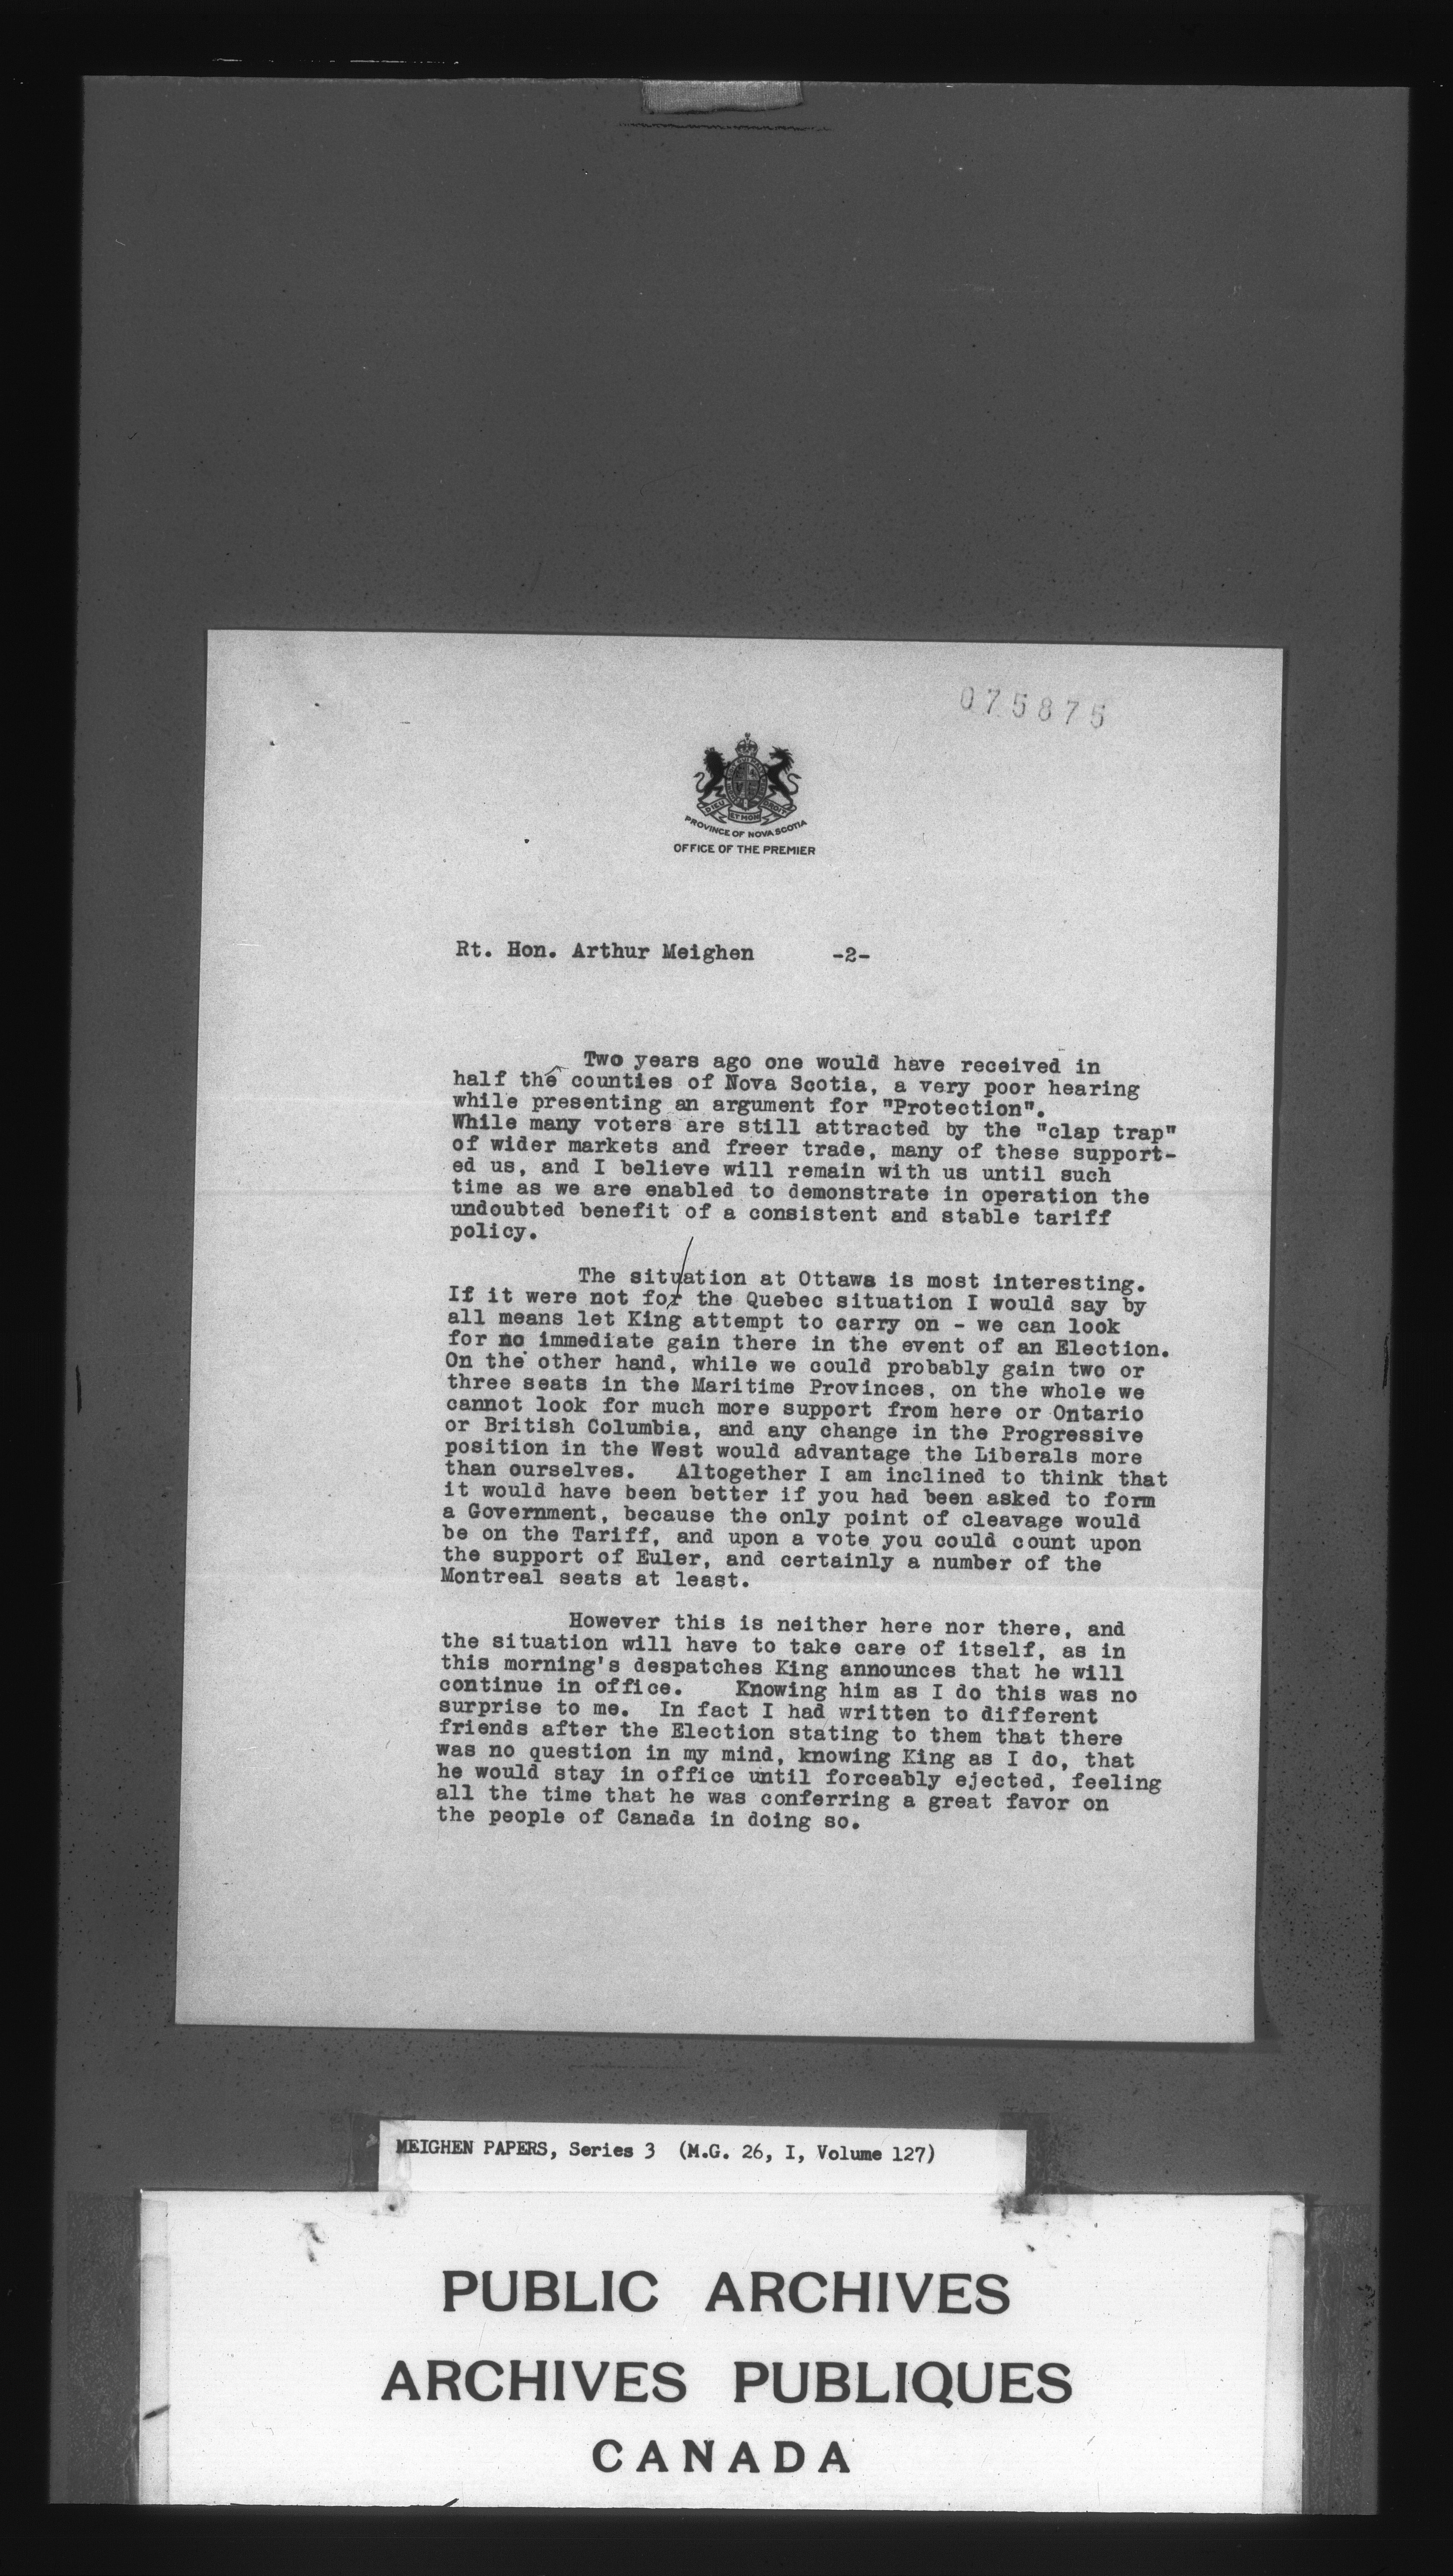 075875
DIEU ET MON DROIT
PROVINCE OF NOVA SCOTIA
OFFICE OF THE PREMIER
Rt. Hon. Arthur Meighen -2-
Two years ago one would have received in
half the counties of Nova Scotia, a very poor hearing
while presenting an argument for "Protection".
While many voters are still attracted by the "clap trap"
of wider markets and freer trade, many of these support-
ed us, and I believe will remain with us until such
time as we are enabled to demonstrate in operation the
undoubted benefit of a consistent and stable tariff
policy.
The situation at Ottawa is most interesting.
If it were not for the Quebec situation I would say by
all means let King attempt to carry on - we can look
for no immediate gain there in the event of an Election.
On the other hand, while we could probably gain two or
three seats in the Maritime Provinces, on the whole we
cannot look for much more support from here or Ontario
or British Columbia, and any change in the Progressive
position in the West would advantage the Liberals more
than ourselves. Altogether I am inclined to think that
it would have been better if you had been asked to form
a Government, because the only point of cleavage would
be on the Tariff, and upon a vote you could count upon
the support of Euler, and certainly a number of the
Montreal seats at least.
However this is neither here nor there, and
the situation will have to take care of itself, as in
this morning's despatches King announces that he will
continue in office. Knowing him as I do this was no
surprise to me. In fact I had written to different
friends after the Election stating to them that there
was no question in my mind, knowing King as I do, that
he would stay in office until forceably ejected, feeling
all the time that he was conferring a great favor on
the people of Canada in doing so.
MEIGHEN PAPERS, Series 3 (M.G. 26, I, Volume 127)
PUBLIC ARCHIVES
ARCHIVES PUBLIQUES
CANADA